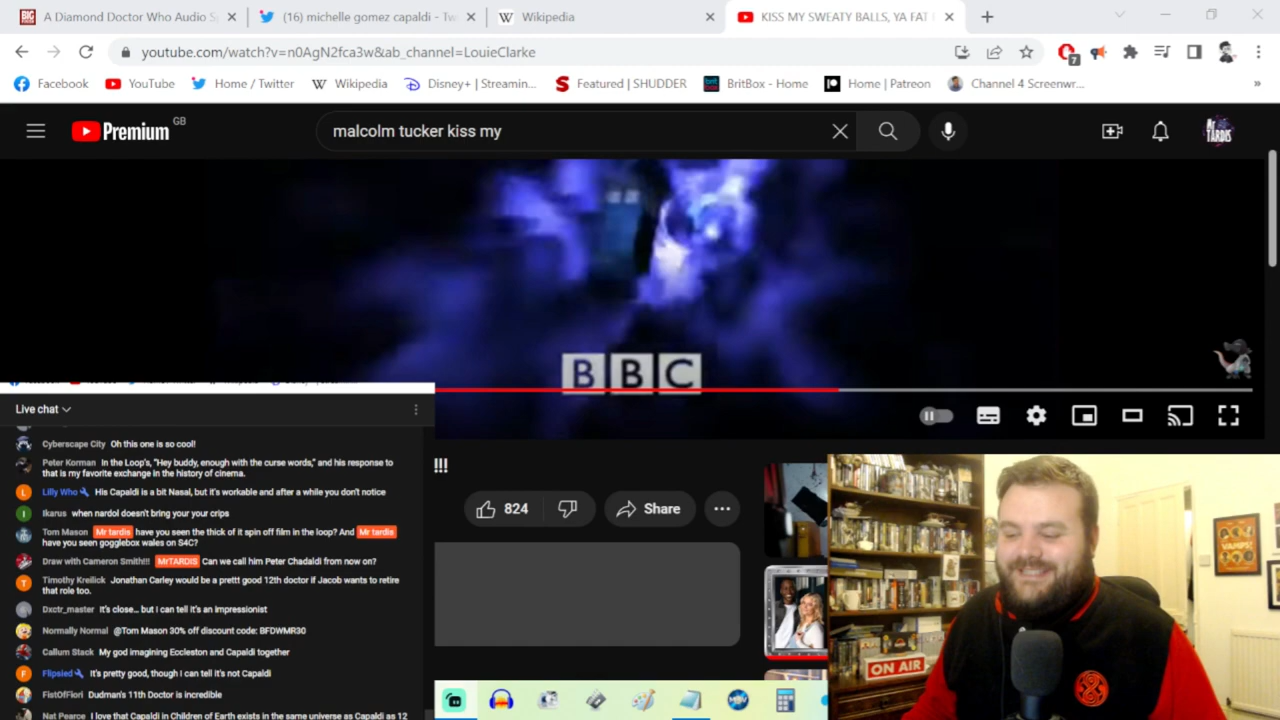 A Diamond Doctor Who Audio S
(16) michelle gomez capaldi - Tw
Wikipedia
KISS MY SWEATY BALLS, YA FAT
youtube.com/watch?v=n0AgN2fca3w&ab_channel=LouieClarke
7
Facebook
YouTube
Home / Twitter
Wikipedia
Disney+ | Streamin...
Featured | SHUDDER
BritBox - Home
Home | Patreon
Channel 4 Screenwr...
»
Premium GB
malcolm tucker kiss my
Mr TARDIS
BBC
Live chat
Cyberscape City Oh this one is so cool!
Peter Korman In the Loop's, "Hey buddy, enough with the curse words," and his response to
that is my favorite exchange in the history of cinema.
Lilly Who His Capaldi is a bit Nasal, but it's workable and after a while you don't notice
Ikarus when nardol doesn't bring your your crips
Tom Mason Mr tardis have you seen the thick of it spin off film in the loop? And Mr tardis
have you seen gogglebox wales on S4C?
Draw with Cameron Smith!!! MrTARDIS Can we call him Peter Chadaldi from now on?
Timothy Kreilick Jonathan Carley would be a pretty good 12th doctor if Jacob wants to retire
that role too.
Dxctr_master It's close... but I can tell it's an impressionist
Normally Normal @Tom Mason 30% off discount code: BFDWMR30
Callum Stack My god imagining Eccleston and Capaldi together
Flipsied It's pretty good, though I can tell it's not Capaldi
FistOfFiori Dudman's 11th Doctor is incredible
Nat Pearce I love that Capaldi in Children of Earth exists in the same universe as Capaldi as 12
!!!
824
Share
ON AIR
VAMPS